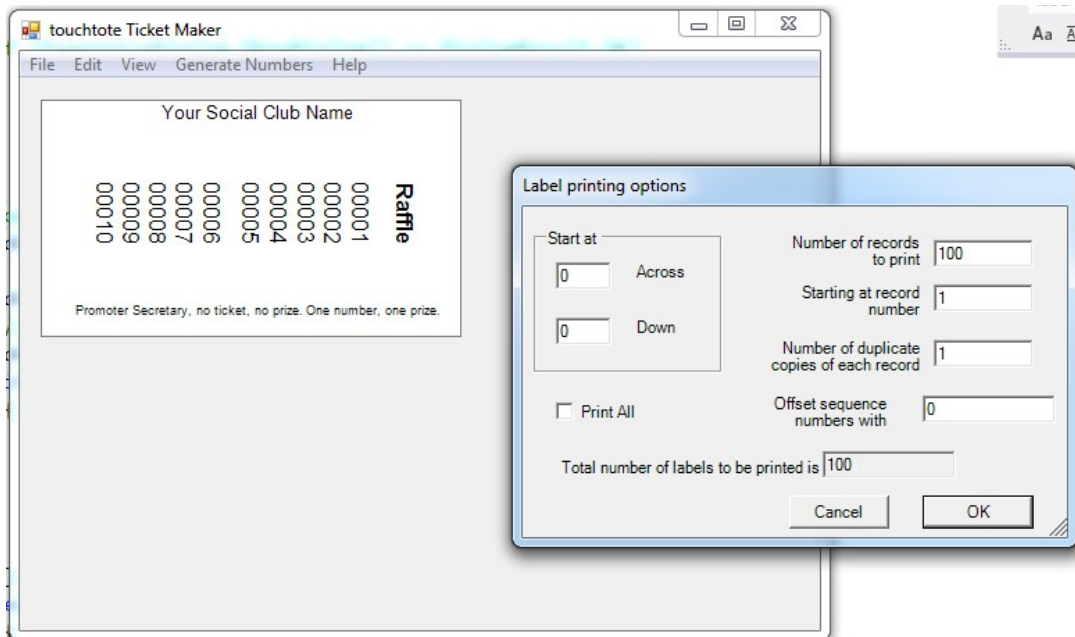 touchtote Ticket Maker
File Edit View Generate Numbers Help
Your Social Club Name
Raffle
00001
00002
00003
00004
00005
00006
00007
00008
00009
00010
Promoter Secretary, no ticket, no prize. One number, one prize.
Aa
Label printing options
Start at
0 Across
0 Down
Number of records
to print 100
Starting at record
number 1
Number of duplicate
copies of each record 1
Print All
Offset sequence
numbers with 0
Total number of labels to be printed is 100
Cancel OK